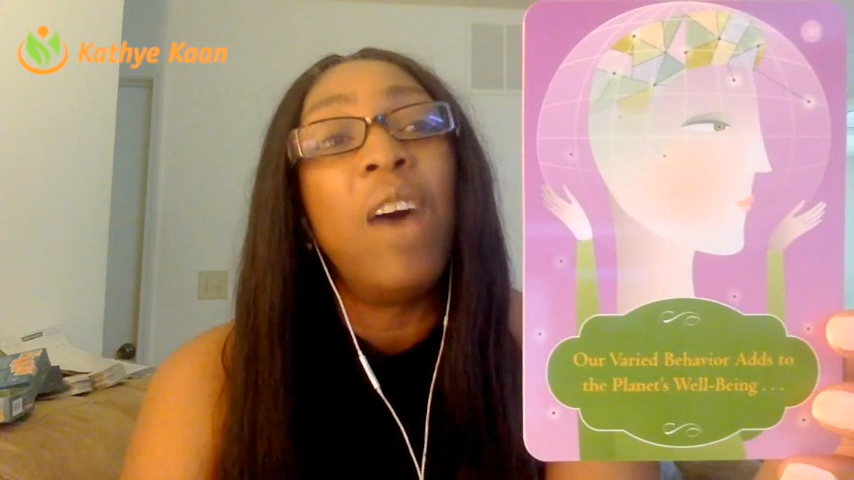 Kathye Kaan
Our Varied Behavior Adds to
the Planet's Well-Being . . .